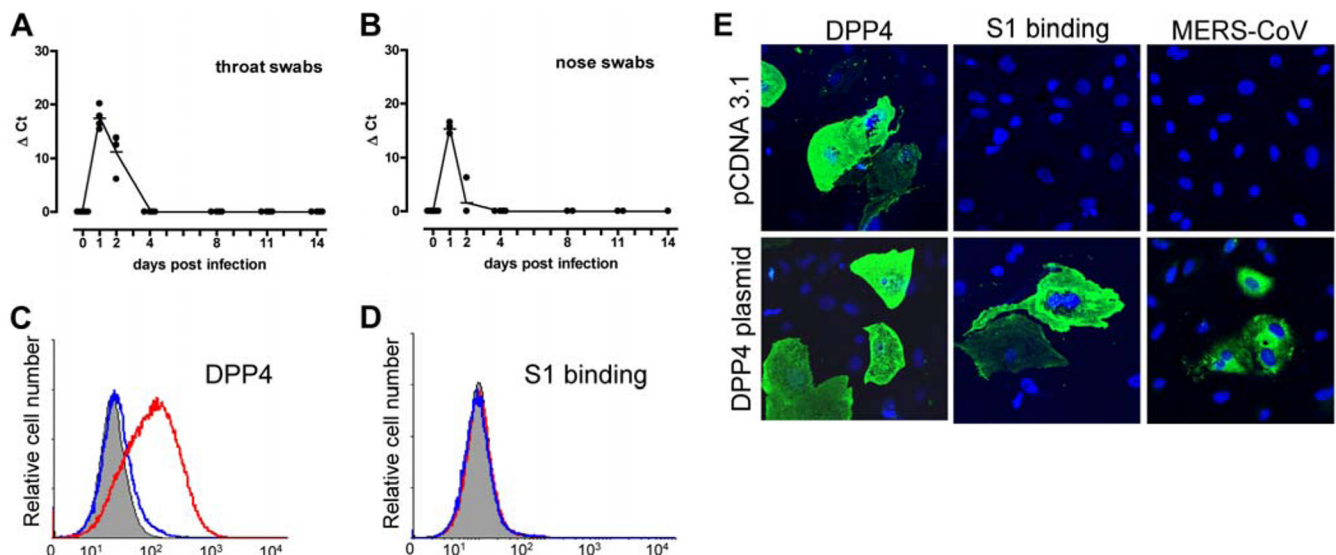 A
throat swabs
Δ Ct
30
20
10
0
0 1 2 4 8 11 14
days post infection
B
nose swabs
Δ Ct
30
20
10
0
0 1 2 4 8 11 14
days post infection
C
DPP4
Relative cell number
0 10¹ 10² 10³ 10⁴
D
S1 binding
Relative cell number
0 10¹ 10² 10³ 10⁴
E
DPP4 S1 binding MERS-CoV
pCDNA 3.1
DPP4 plasmid